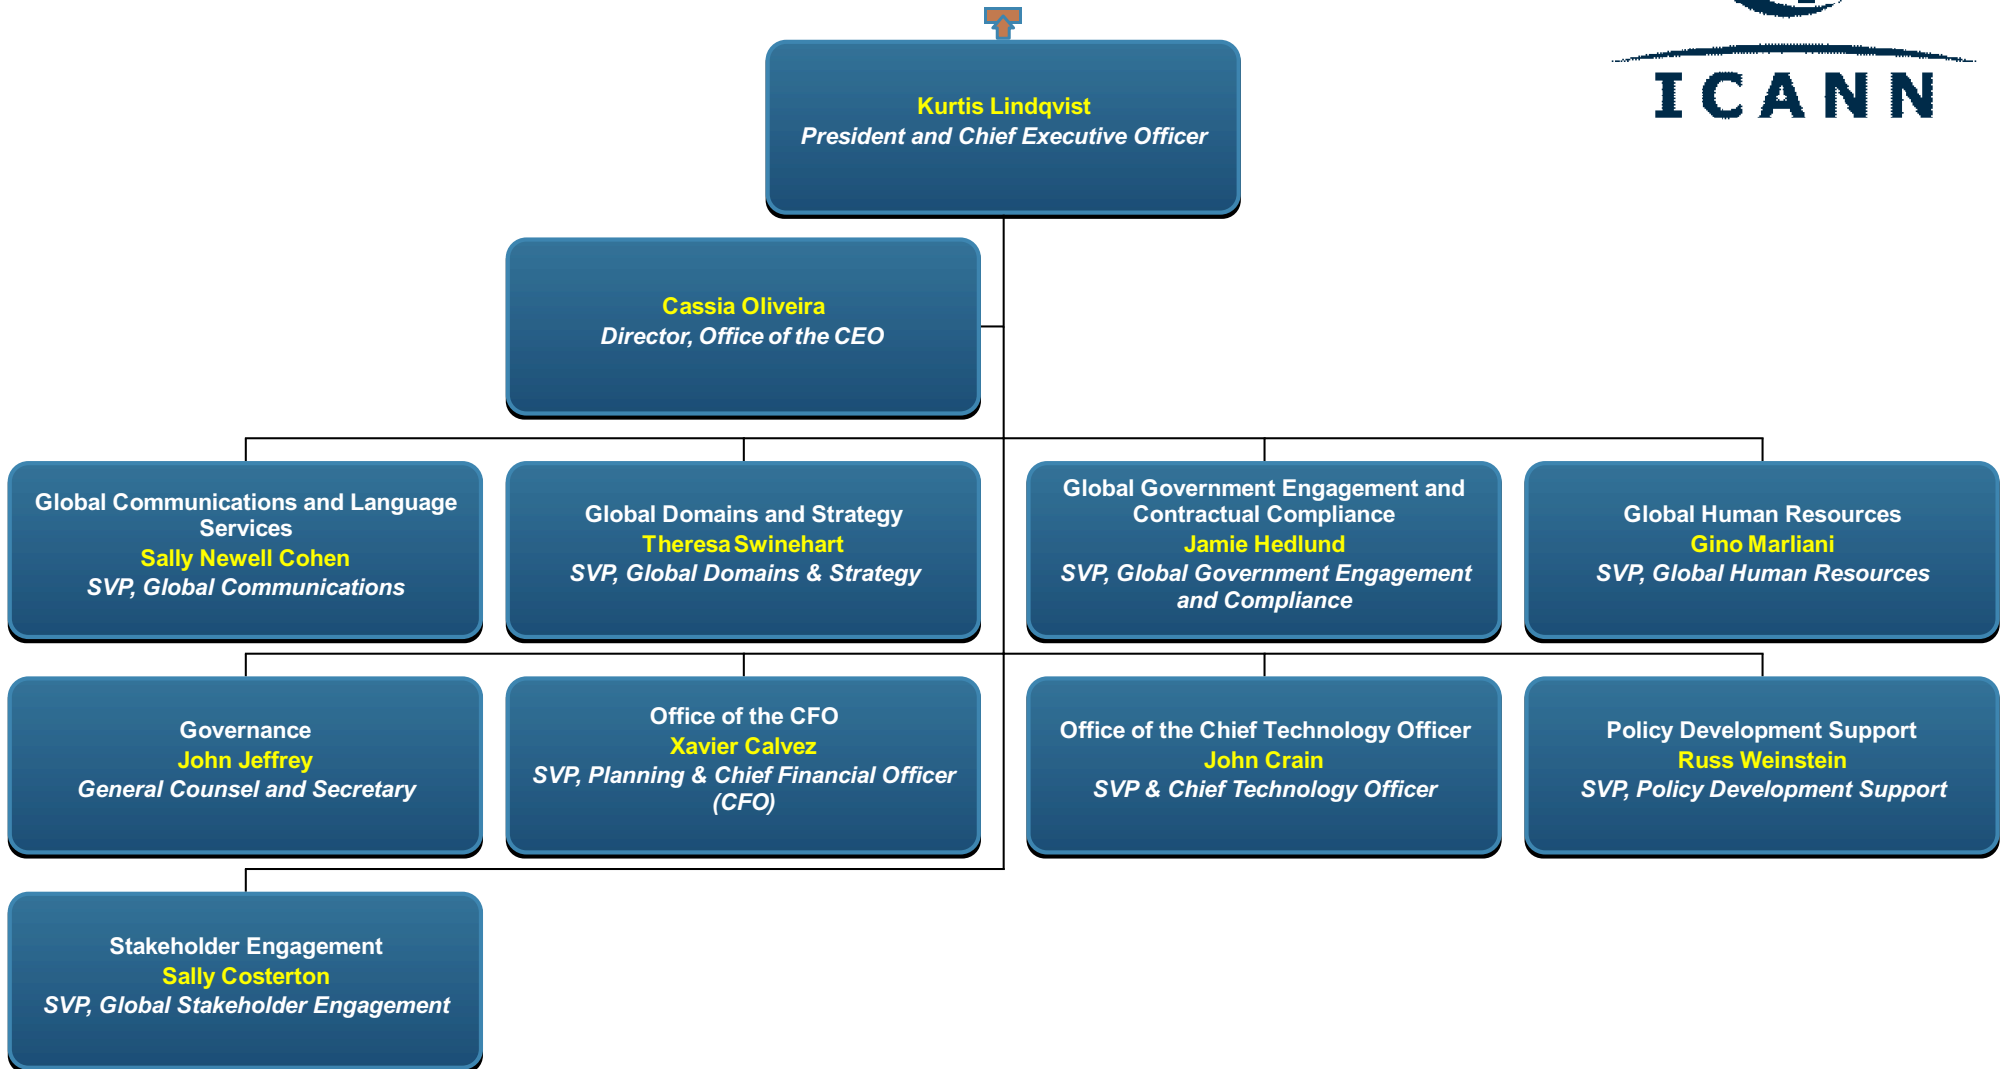 ICANN
Kurtis Lindqvist
President and Chief Executive Officer
Cassia Oliveira
Director, Office of the CEO
Global Communications and Language
Services
Sally Newell Cohen
SVP, Global Communications
Global Domains and Strategy
Theresa Swinehart
SVP, Global Domains & Strategy
Global Government Engagement and
Contractual Compliance
Jamie Hedlund
SVP, Global Government Engagement
and Compliance
Global Human Resources
Gino Marliani
SVP, Global Human Resources
Governance
John Jeffrey
General Counsel and Secretary
Office of the CFO
Xavier Calvez
SVP, Planning & Chief Financial Officer
(CFO)
Office of the Chief Technology Officer
John Crain
SVP & Chief Technology Officer
Policy Development Support
Russ Weinstein
SVP, Policy Development Support
Stakeholder Engagement
Sally Costerton
SVP, Global Stakeholder Engagement